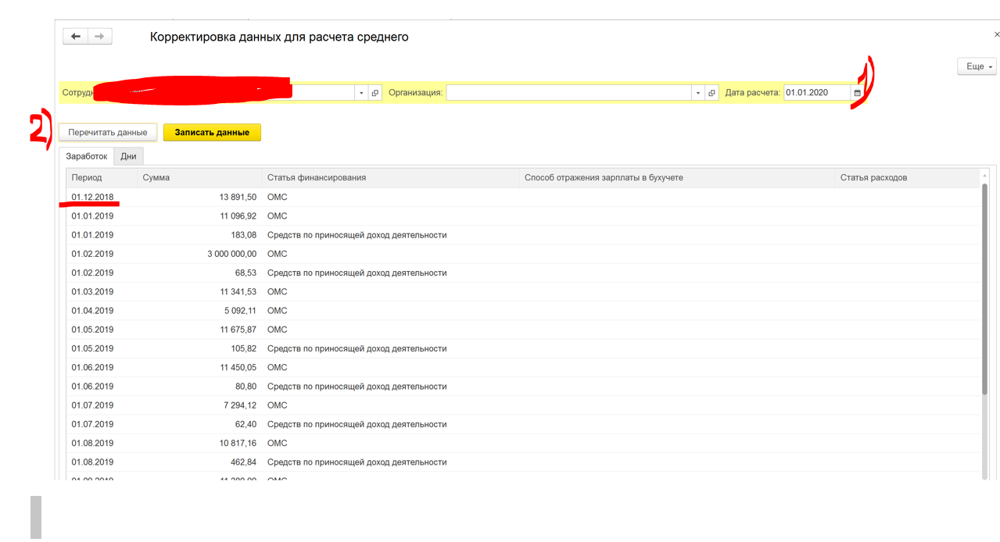 Корректировка данных для расчета среднего
×
Еще
1)
Организация: Дата расчета: 01.01.2020
2)
Перечитать данные Записать данные
Заработок Дни
Период Сумма Статья финансирования Способ отражения зарплаты в бухучете Статья расходов
01.12.2018 13 891,50 ОМС
01.01.2019 11 096,92 ОМС
01.01.2019 183,08 Средств по приносящей доход деятельности
01.02.2019 3 000 000,00 ОМС
01.02.2019 68,53 Средств по приносящей доход деятельности
01.03.2019 11 341,53 ОМС
01.04.2019 5 092,11 ОМС
01.05.2019 11 675,87 ОМС
01.05.2019 105,82 Средств по приносящей доход деятельности
01.06.2019 11 450,05 ОМС
01.06.2019 80,80 Средств по приносящей доход деятельности
01.07.2019 7 294,12 ОМС
01.07.2019 62,40 Средств по приносящей доход деятельности
01.08.2019 10 817,16 ОМС
01.08.2019 462,84 Средств по приносящей доход деятельности